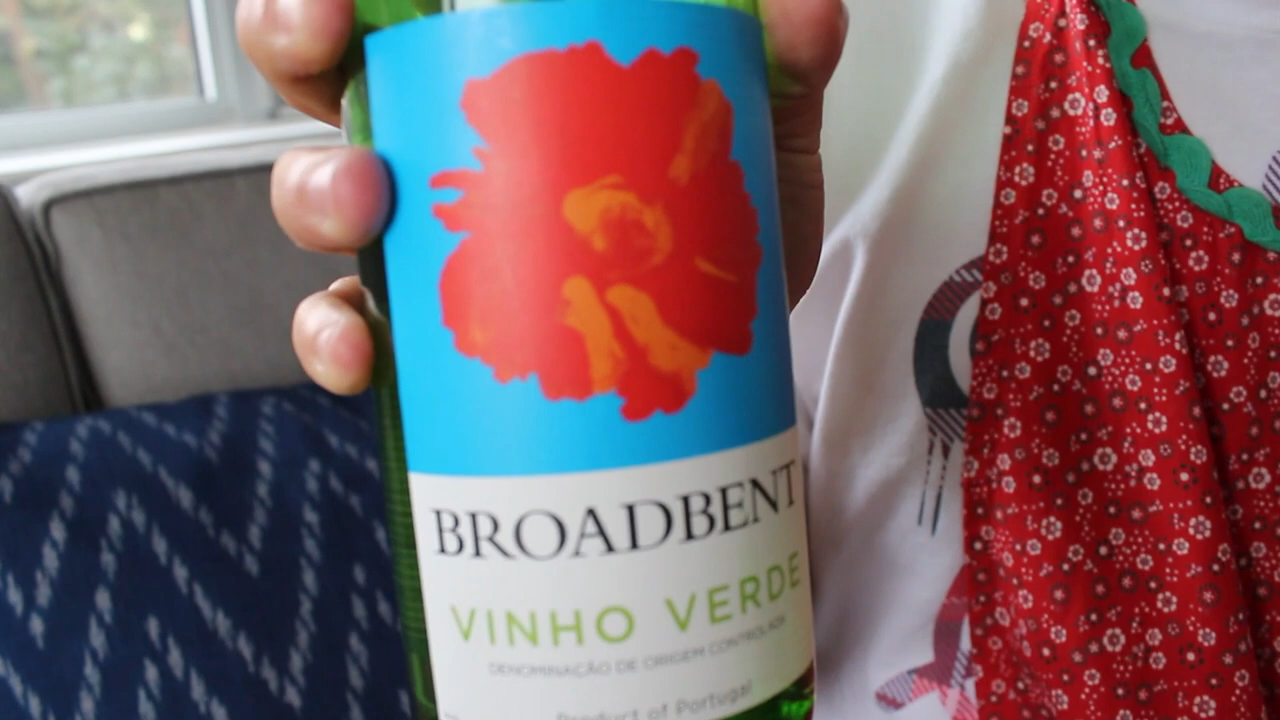 BROADBENT
VINHO VERDE
DENOMINAÇÃO DE ORIGEM CONTROLADA
Product of Portugal